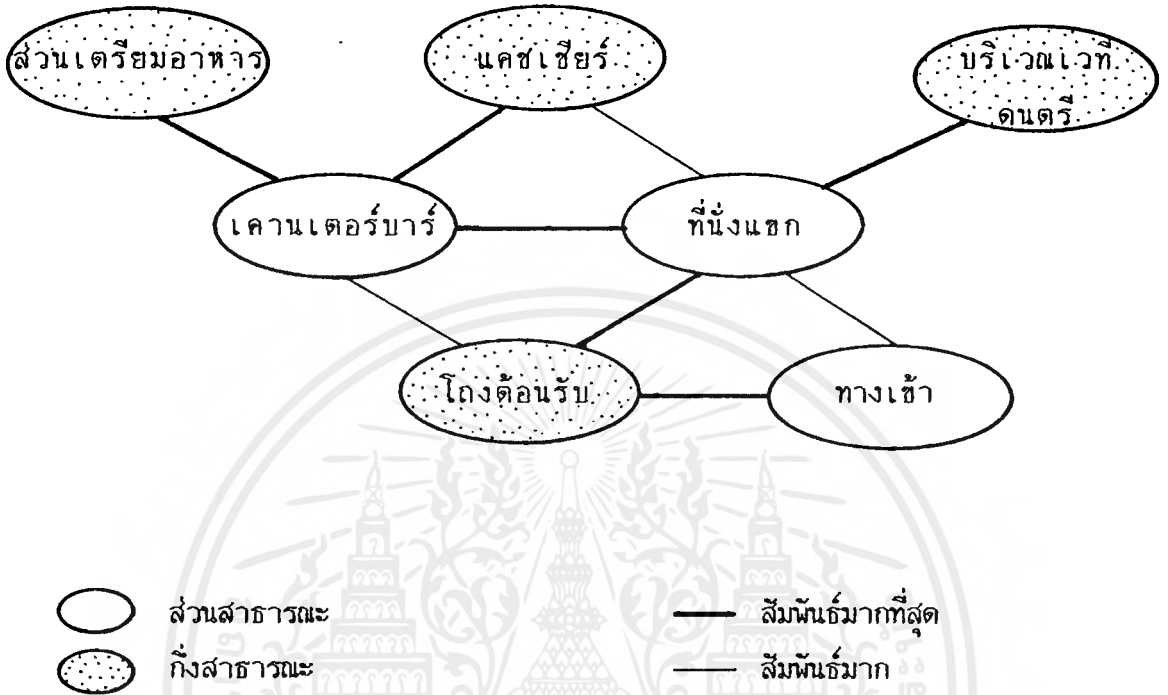 ส่วนเตรียมอาหาร
แคชเชียร์
บริเวณเวที
ดนตรี
เคานเตอร์บาร์
ที่นั่งแขก
โถงต้อนรับ
ทางเข้า
ส่วนสาธารณะ
สัมพันธ์มากที่สุด
กึ่งสาธารณะ
สัมพันธ์มาก